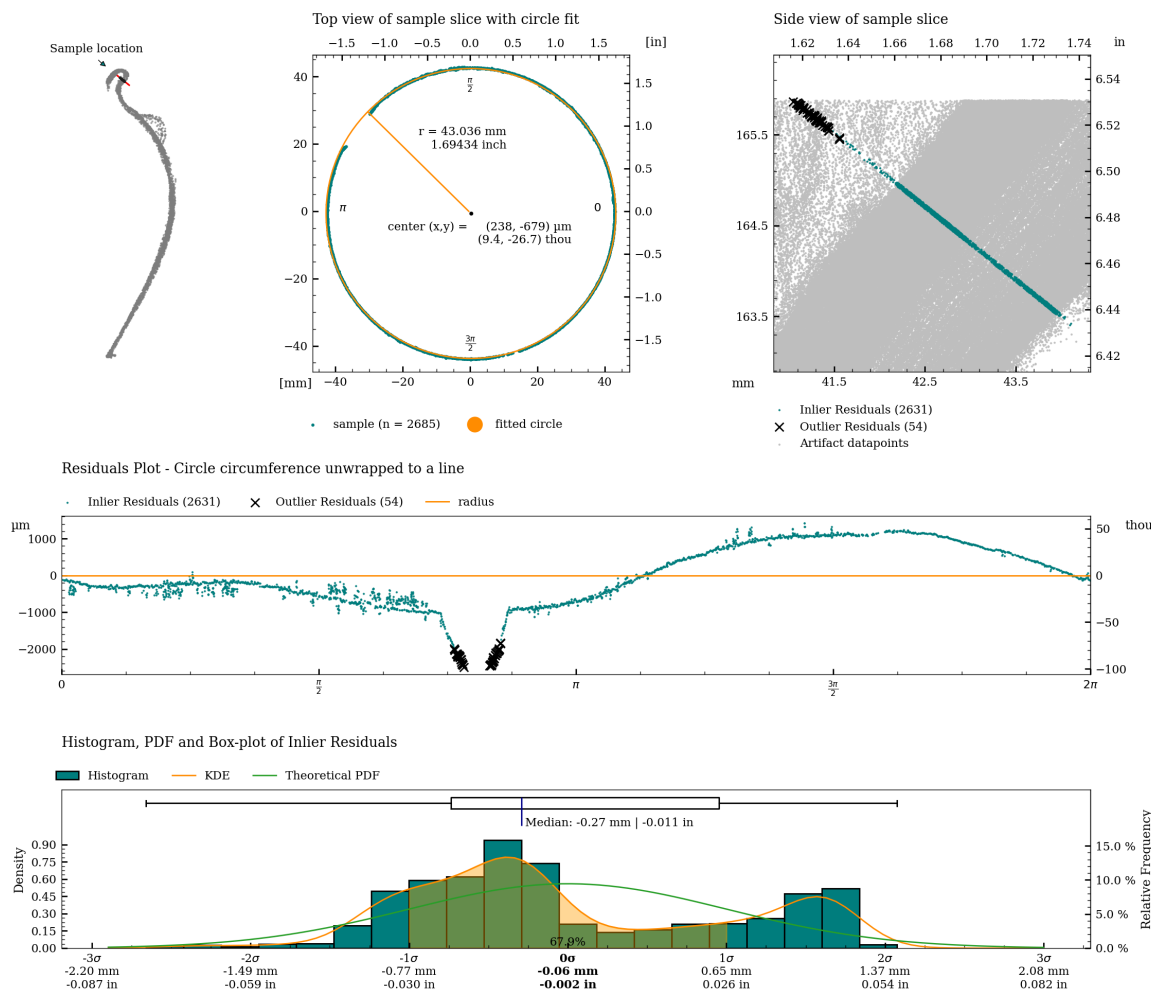 Top view of sample slice with circle fit
Side view of sample slice
Sample location
−1.5 −1.0 −0.5 0.0 0.5 1.0 1.5 [in]
1.62 1.64 1.66 1.68 1.70 1.72 1.74 in
40
20
0
−20
−40
π/2
r = 43.036 mm
1.69434 inch
π
0
center (x,y) = (238, -679) µm
(9.4, -26.7) thou
3π/2
1.5
1.0
0.5
0.0
−0.5
−1.0
−1.5
[mm] −40 −20 0 20 40
165.5
164.5
163.5
6.54
6.52
6.50
6.48
6.46
6.44
6.42
mm 41.5 42.5 43.5
sample (n = 2685) fitted circle
Inlier Residuals (2631)
Outlier Residuals (54)
Artifact datapoints
Residuals Plot - Circle circumference unwrapped to a line
Inlier Residuals (2631) Outlier Residuals (54) radius
µm
1000
0
−1000
−2000
thou
50
0
−50
−100
0 π/2 π 3π/2 2π
Histogram, PDF and Box-plot of Inlier Residuals
Histogram KDE Theoretical PDF
Median: -0.27 mm | -0.011 in
Density
0.90
0.75
0.60
0.45
0.30
0.15
0.00
67.9%
15.0 %
10.0 %
5.0 %
0.0 %
Relative Frequency
-3σ -2σ -1σ 0σ 1σ 2σ 3σ
-2.20 mm -1.49 mm -0.77 mm -0.06 mm 0.65 mm 1.37 mm 2.08 mm
-0.087 in -0.059 in -0.030 in -0.002 in 0.026 in 0.054 in 0.082 in